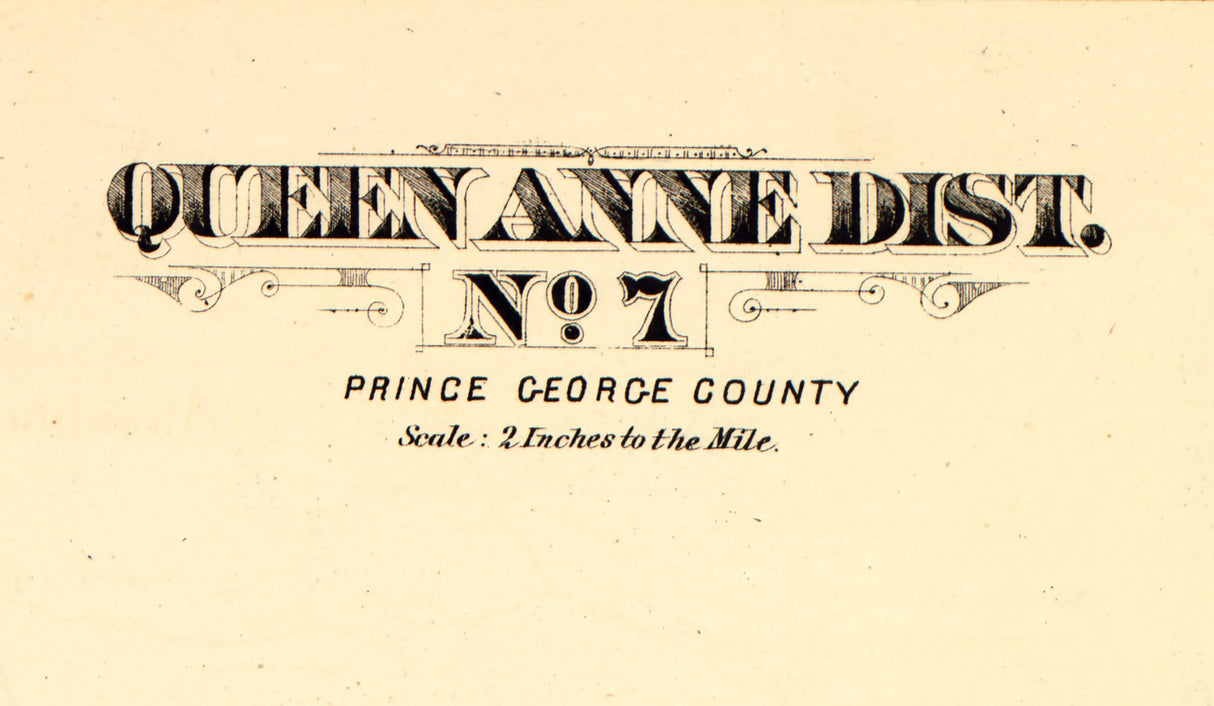 QUEEN ANNE DIST.
No. 7
PRINCE GEORGE COUNTY
Scale: 2 Inches to the Mile.